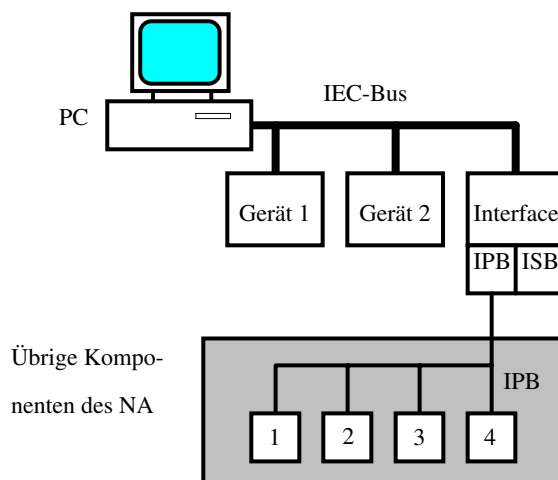 IEC-Bus
PC
Gerät 1
Gerät 2
Interface
IPB
ISB
Übrige Kompo-
nenten des NA
IPB
1
2
3
4